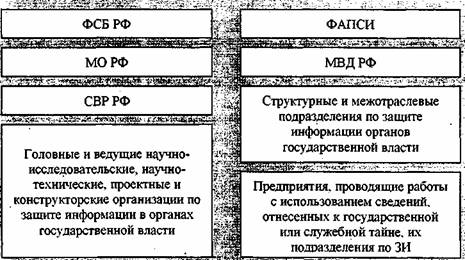 ФСБ РФ
МО РФ
СВР РФ
Головные и ведущие научно-
исследовательские, научно-
технические, проектные и
конструкторские организации по
защите информации в органах
государственной власти
ФАПСИ
МВД РФ
Структурные и межотраслевые
подразделения по защите
информации органов
государственной власти
Предприятия, проводящие работы
с использованием сведений,
отнесенных к государственной
или служебной тайне, их
подразделения по ЗИ